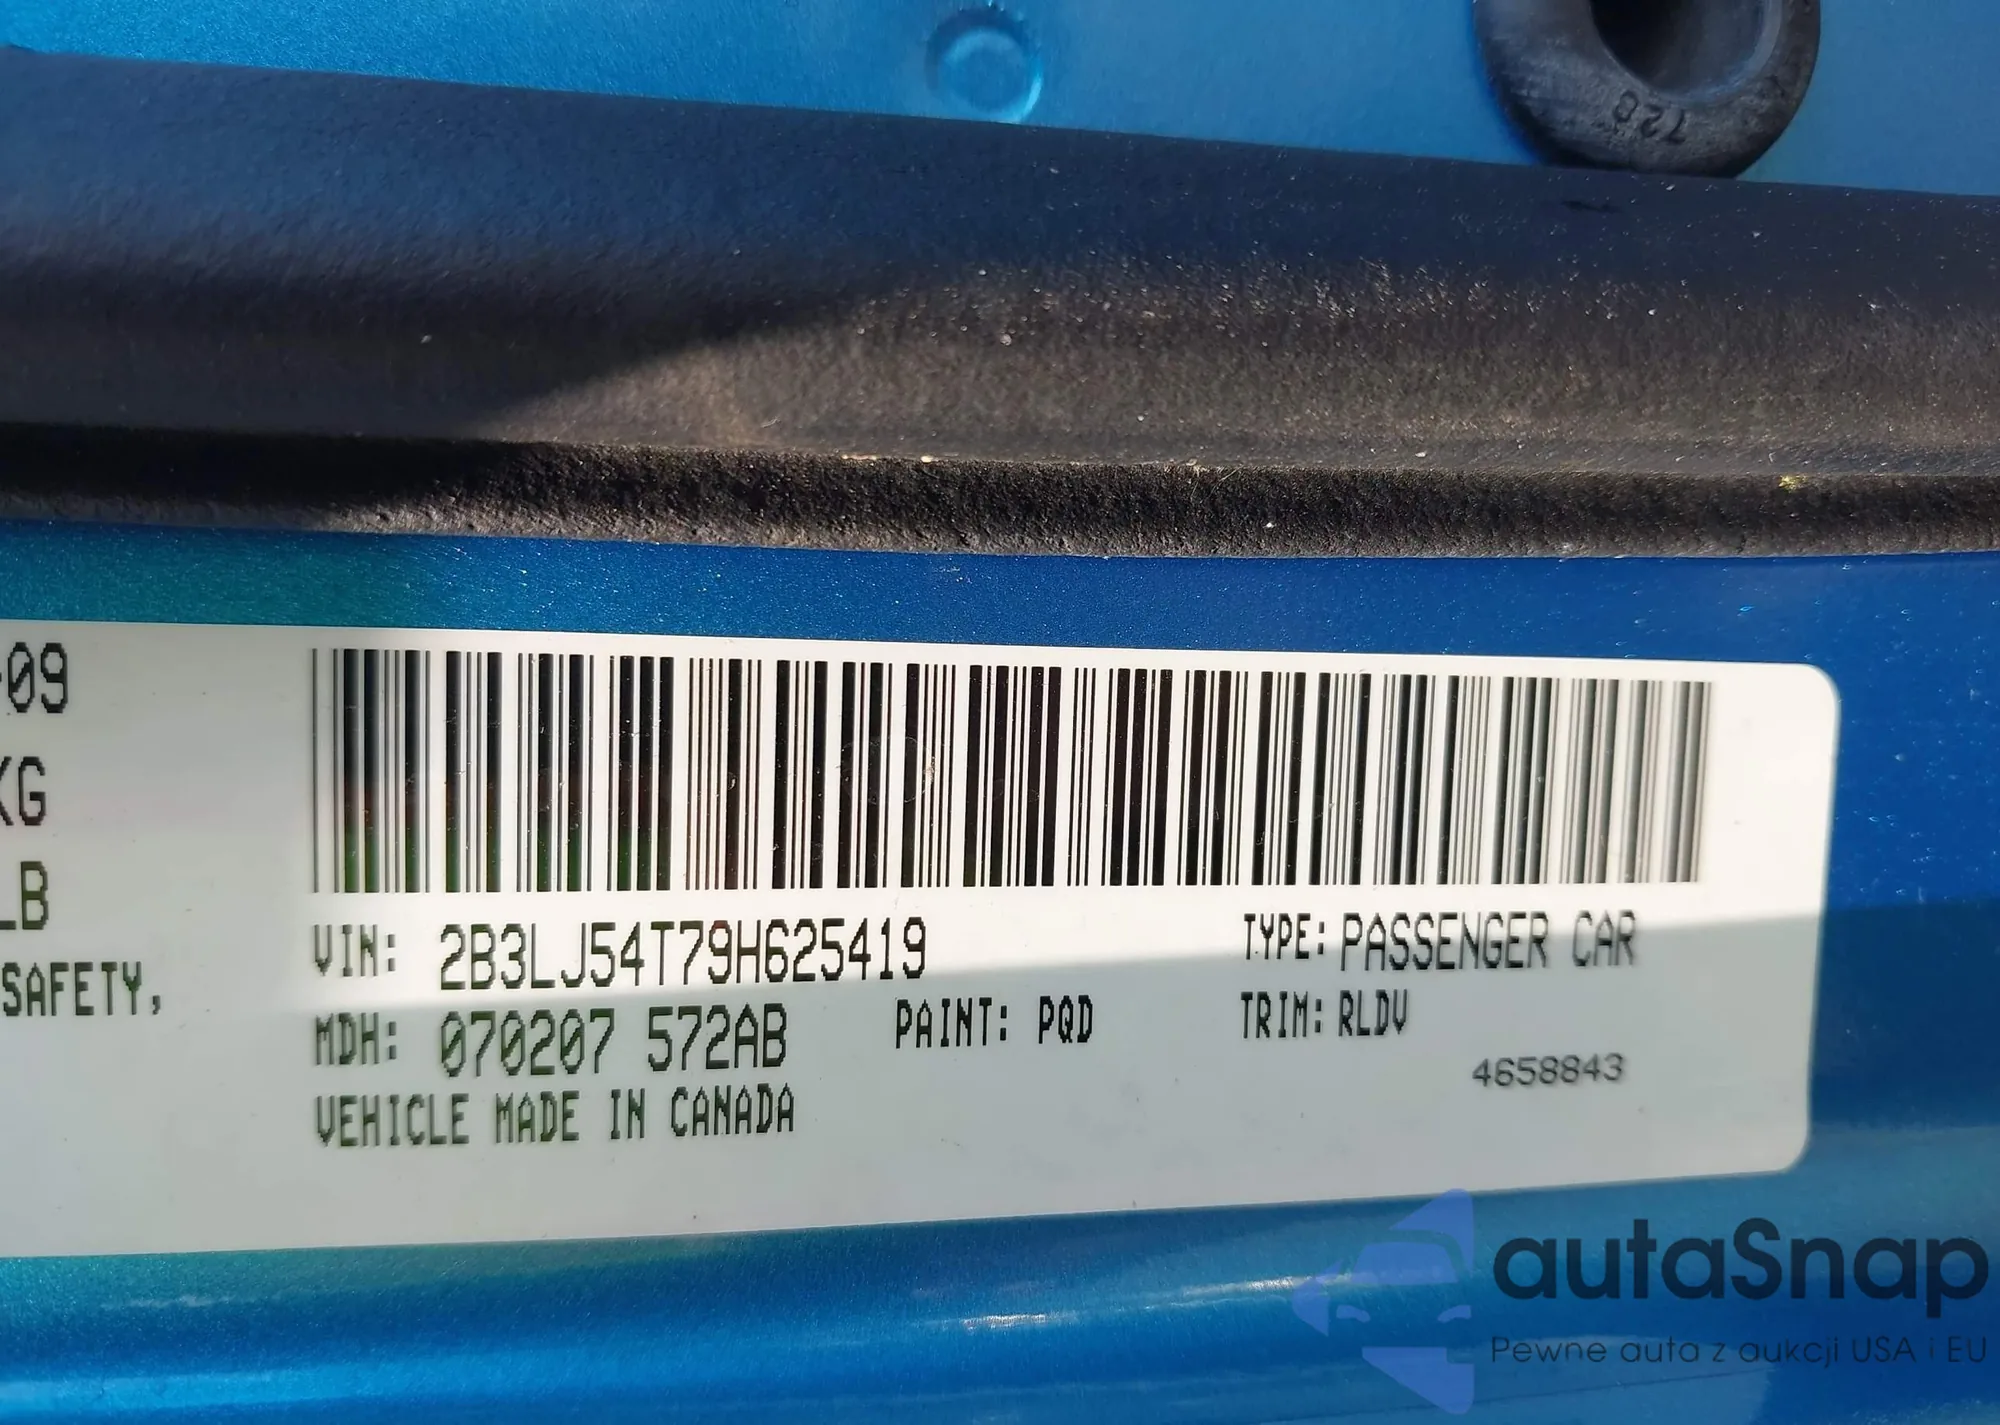 728
-09
KG
LB
SAFETY,
VIN: 2B3LJ54T79H625419
TYPE: PASSENGER CAR
MDH: 070207 572AB
PAINT: PQD
TRIM: RLDV
4658843
VEHICLE MADE IN CANADA
autaSnap
Pewne auta z aukcji USA i EU